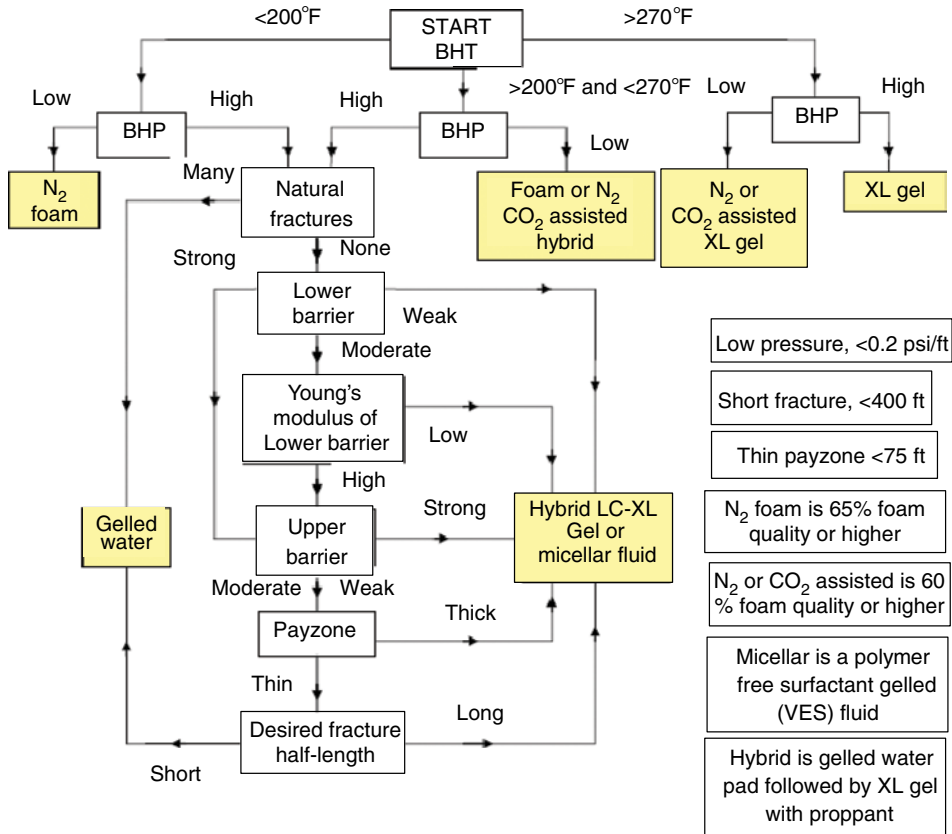 <200°F
START
BHT
>270°F
>200°F and <270°F
Low
High
High
Low
High
BHP
BHP
BHP
Low
N2
foam
Many
Natural
fractures
Foam or N2
CO2 assisted
hybrid
N2 or
CO2 assisted
XL gel
XL gel
Strong
None
Lower
barrier
Weak
Moderate
Low pressure, <0.2 psi/ft
Young's
modulus of
Lower barrier
Low
Short fracture, <400 ft
Thin payzone <75 ft
High
Gelled
water
Upper
barrier
Strong
Hybrid LC-XL
Gel or
micellar fluid
N2 foam is 65% foam
quality or higher
Moderate
Weak
N2 or CO2 assisted is 60
% foam quality or higher
Payzone
Thick
Thin
Micellar is a polymer
free surfactant gelled
(VES) fluid
Desired fracture
half-length
Long
Short
Hybrid is gelled water
pad followed by XL gel
with proppant